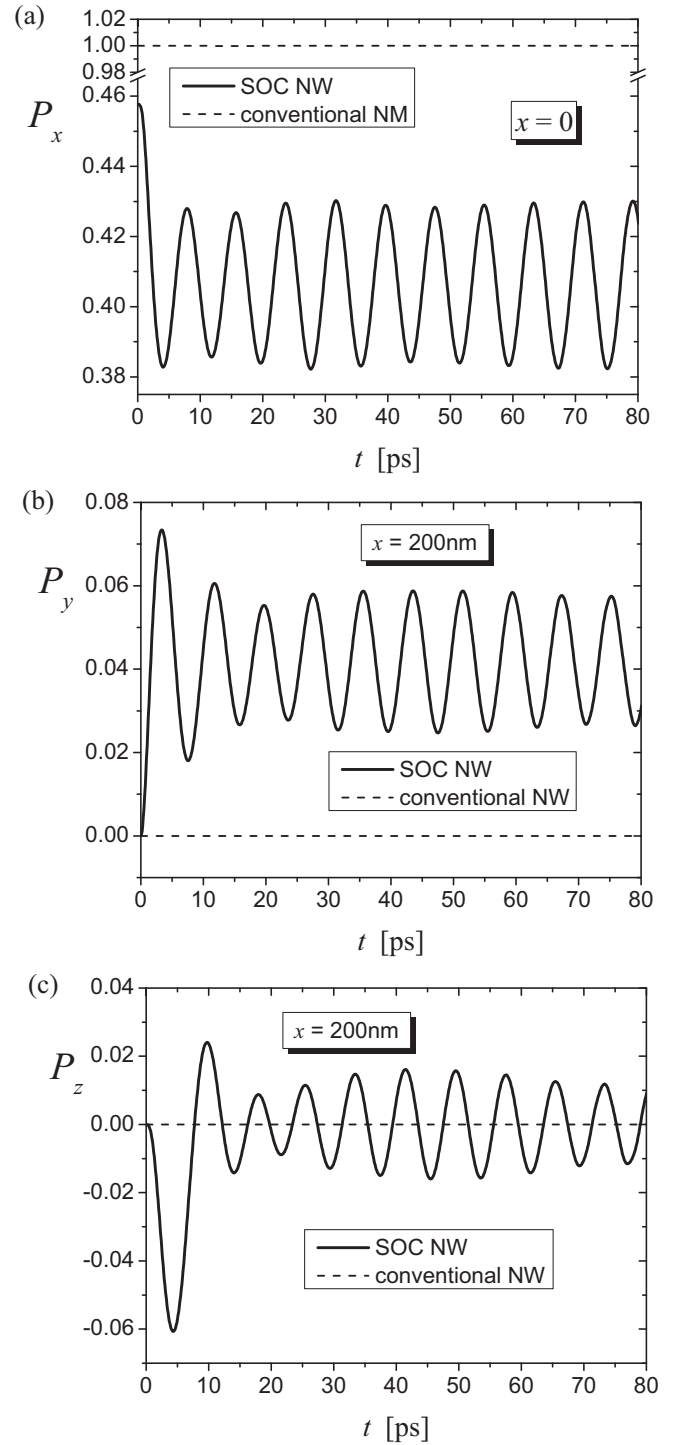 (a)
1.02
1.00
0.98
0.46
0.43
0.42
0.40
0.38
P_x
SOC NW
conventional NM
x = 0
0 10 20 30 40 50 60 70 80
t [ps]
(b)
0.08
0.06
0.04
0.02
0.00
P_y
x = 200nm
SOC NW
conventional NW
0 10 20 30 40 50 60 70 80
t [ps]
(c)
0.04
0.02
0.00
-0.02
-0.04
-0.06
P_z
x = 200nm
SOC NW
conventional NW
0 10 20 30 40 50 60 70 80
t [ps]